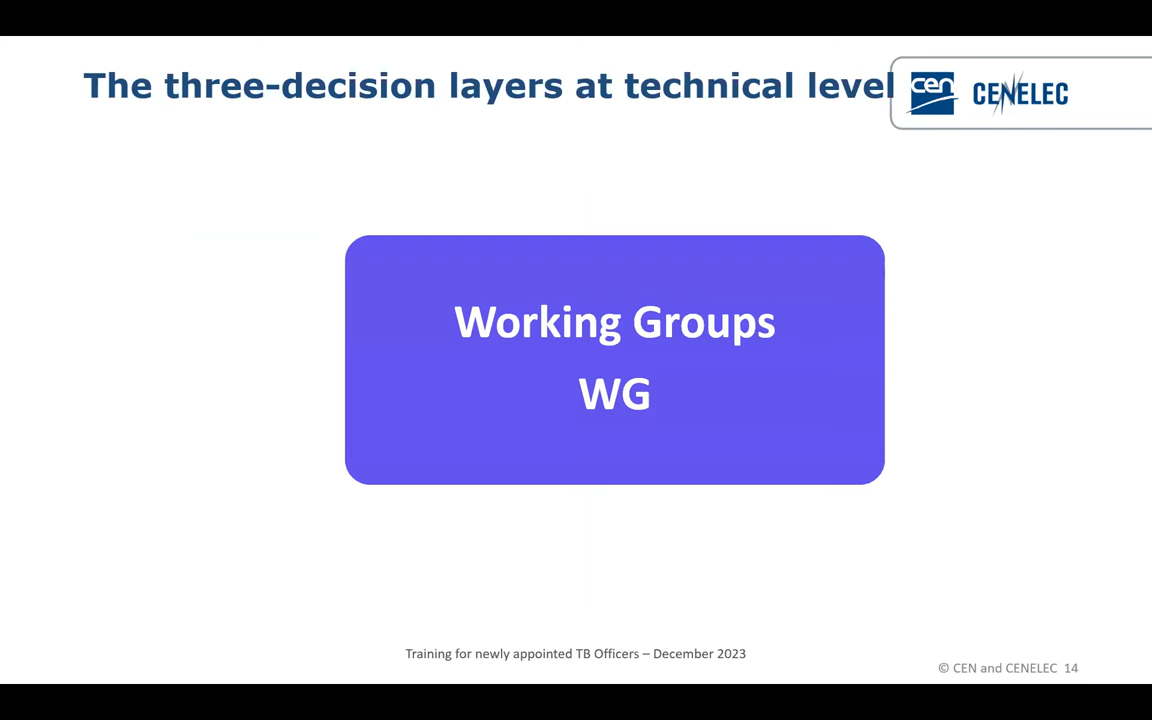 The three-decision layers at technical level
cen CENELEC
Working Groups
WG
Training for newly appointed TB Officers – December 2023
© CEN and CENELEC 14